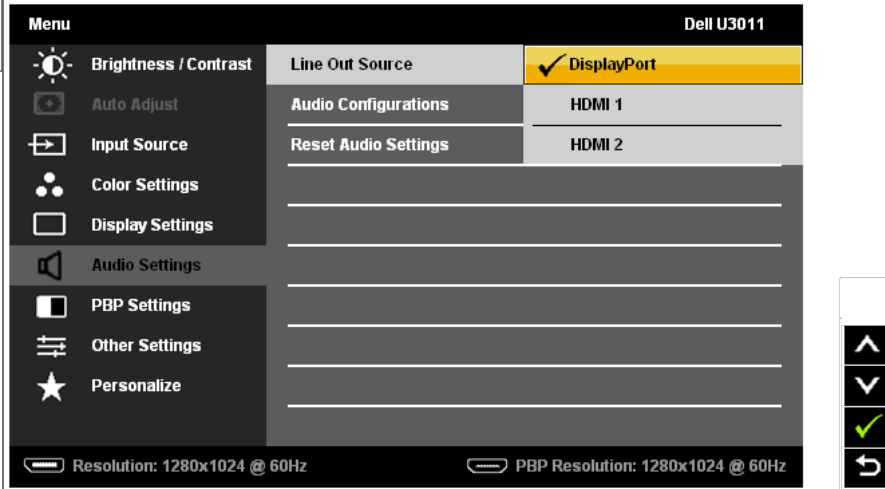 Menu Dell U3011
Brightness / Contrast Line Out Source DisplayPort
Auto Adjust Audio Configurations HDMI 1
Input Source Reset Audio Settings HDMI 2
Color Settings
Display Settings
Audio Settings
PBP Settings
Other Settings
Personalize
Resolution: 1280x1024 @ 60Hz PBP Resolution: 1280x1024 @ 60Hz